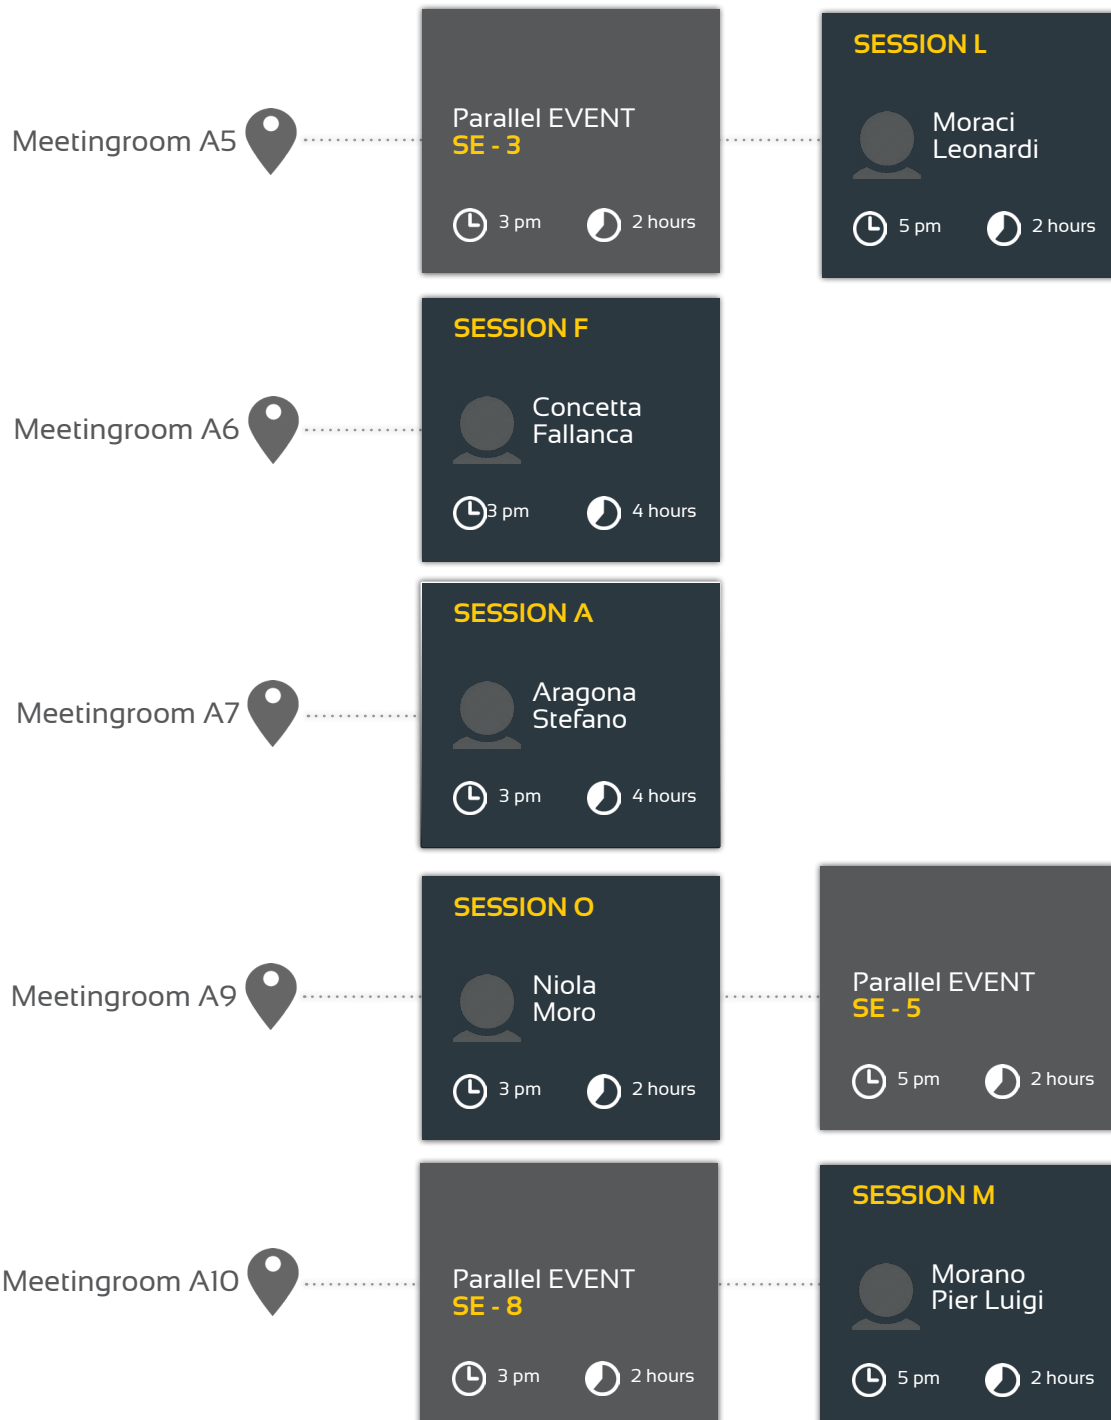 Meetingroom A5
Parallel EVENT
SE - 3
3 pm
2 hours
SESSION L
Moraci
Leonardi
5 pm
2 hours
Meetingroom A6
SESSION F
Concetta
Fallanca
3 pm
4 hours
Meetingroom A7
SESSION A
Aragona
Stefano
3 pm
4 hours
Meetingroom A9
SESSION O
Niola
Moro
3 pm
2 hours
Parallel EVENT
SE - 5
5 pm
2 hours
Meetingroom A10
Parallel EVENT
SE - 8
3 pm
2 hours
SESSION M
Morano
Pier Luigi
5 pm
2 hours